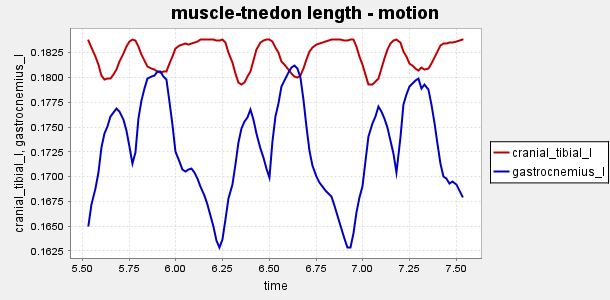 muscle-tnedon length - motion
cranial_tibial_l, gastrocnemius_l
0.1825
0.1800
0.1775
0.1750
0.1725
0.1700
0.1675
0.1650
0.1625
5.50 5.75 6.00 6.25 6.50 6.75 7.00 7.25 7.50
time
cranial_tibial_l
gastrocnemius_l